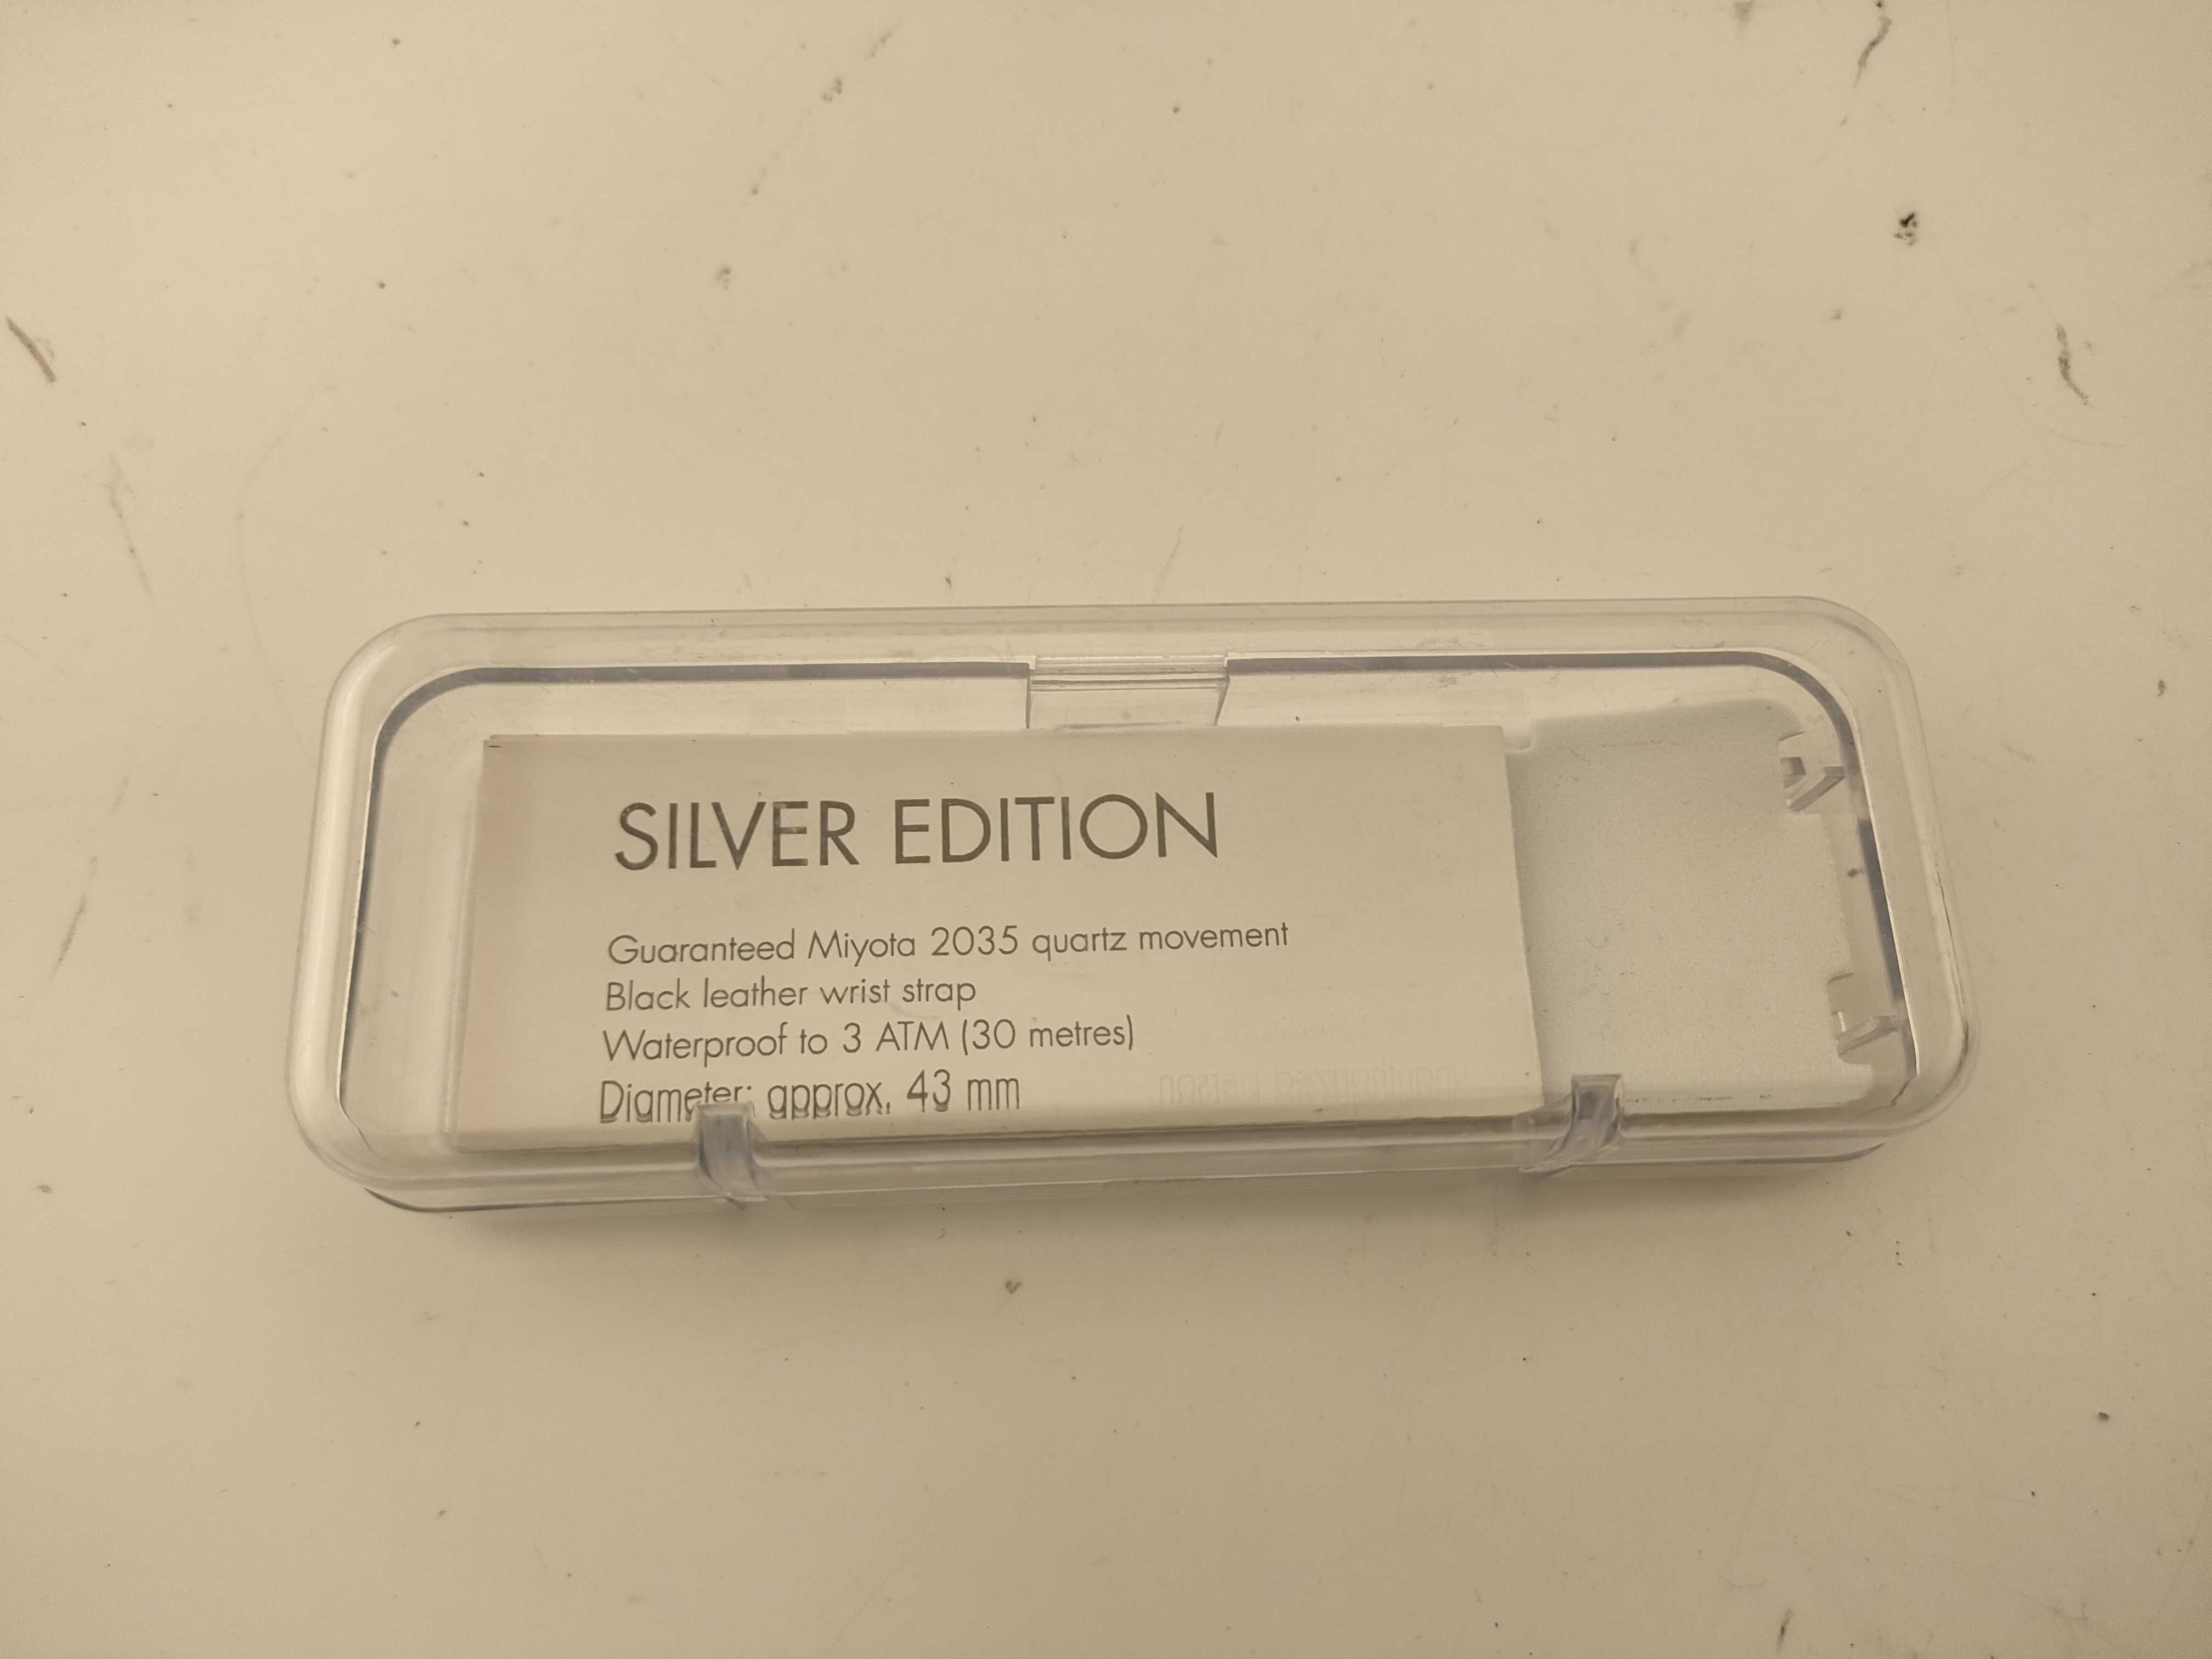 SILVER EDITION
Guaranteed Miyota 2035 quartz movement
Black leather wrist strap
Waterproof to 3 ATM (30 metres)
Diameter: approx. 43 mm